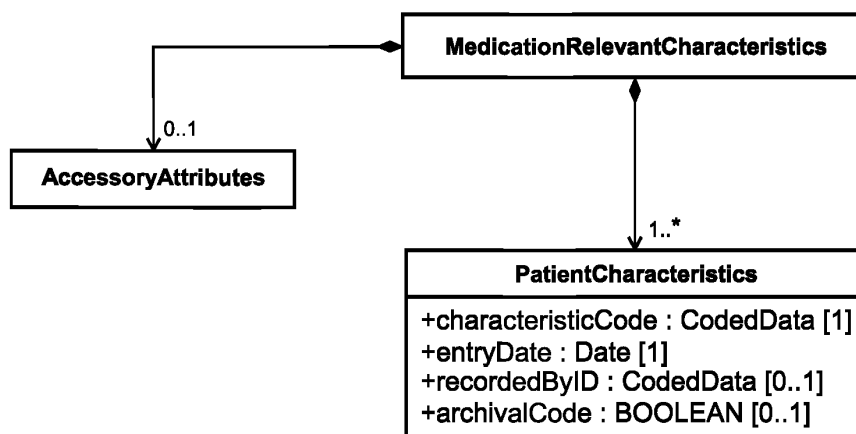 MedicationRelevantCharacteristics
0..1
AccessoryAttributes
1..*
PatientCharacteristics
+characteristicCode : CodedData [1]
+entryDate : Date [1]
+recordedByID : CodedData [0..1]
+archivalCode : BOOLEAN [0..1]